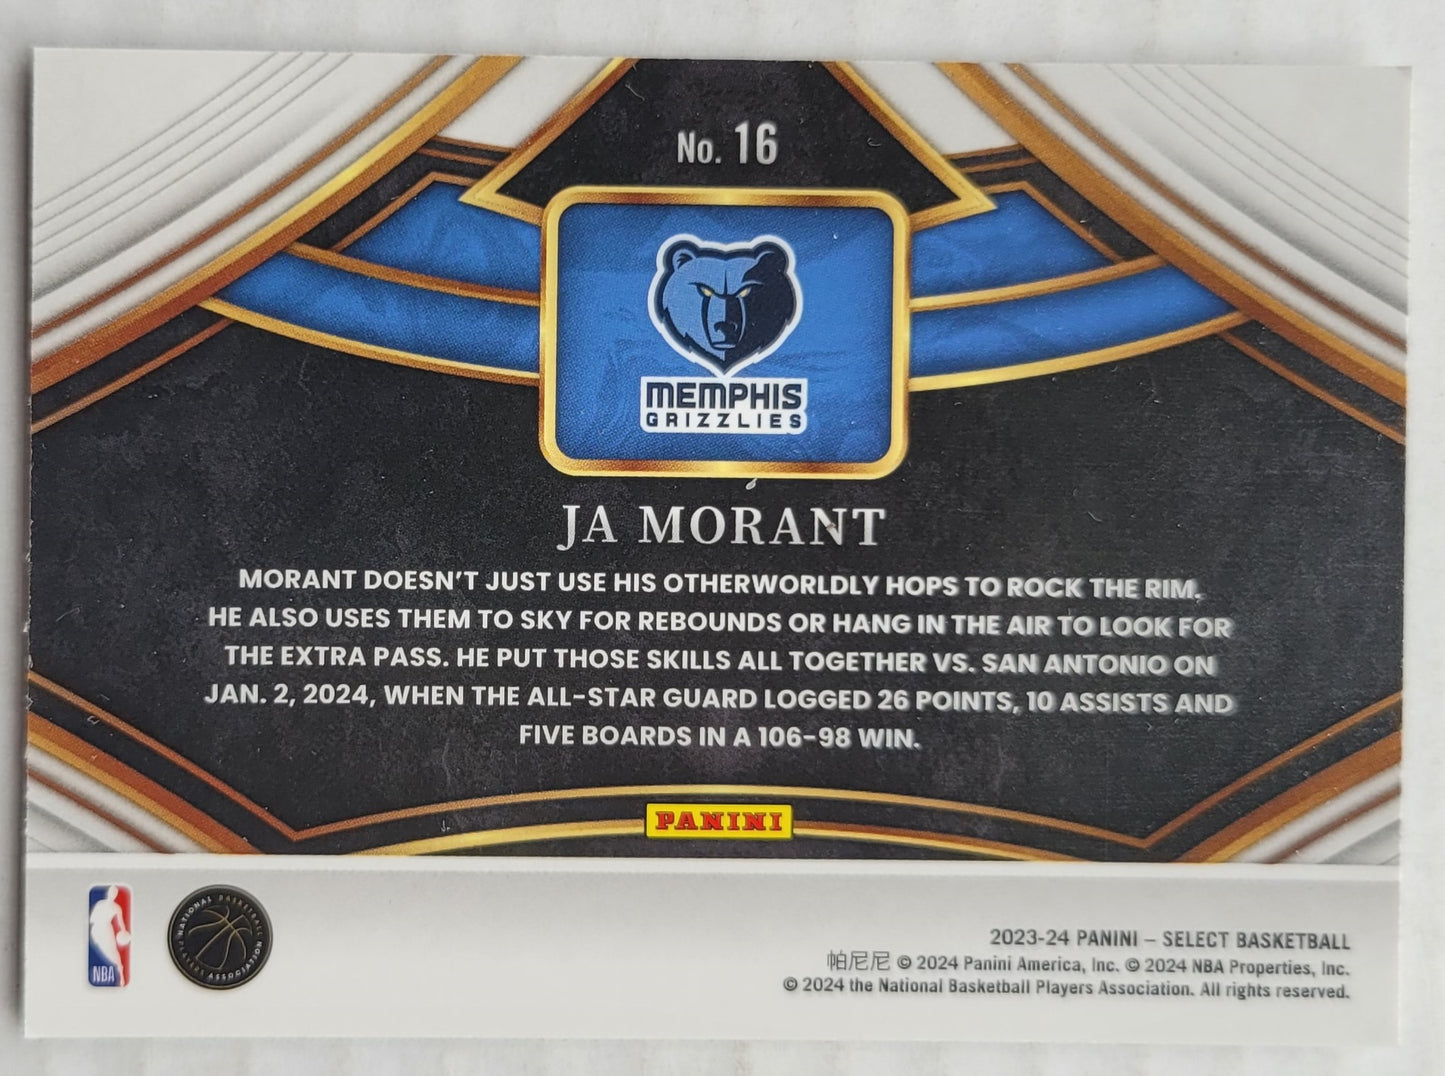 No. 16
MEMPHIS
GRIZZLIES
JA MORANT
MORANT DOESN'T JUST USE HIS OTHERWORLDLY HOPS TO ROCK THE RIM.
HE ALSO USES THEM TO SKY FOR REBOUNDS OR HANG IN THE AIR TO LOOK FOR
THE EXTRA PASS. HE PUT THOSE SKILLS ALL TOGETHER VS. SAN ANTONIO ON
JAN. 2, 2024, WHEN THE ALL-STAR GUARD LOGGED 26 POINTS, 10 ASSISTS AND
FIVE BOARDS IN A 106-98 WIN.
PANINI
NBA
NATIONAL BASKETBALL PLAYERS ASSOCIATION
2023-24 PANINI – SELECT BASKETBALL
帕尼尼 © 2024 Panini America, Inc. © 2024 NBA Properties, Inc.
© 2024 the National Basketball Players Association. All rights reserved.